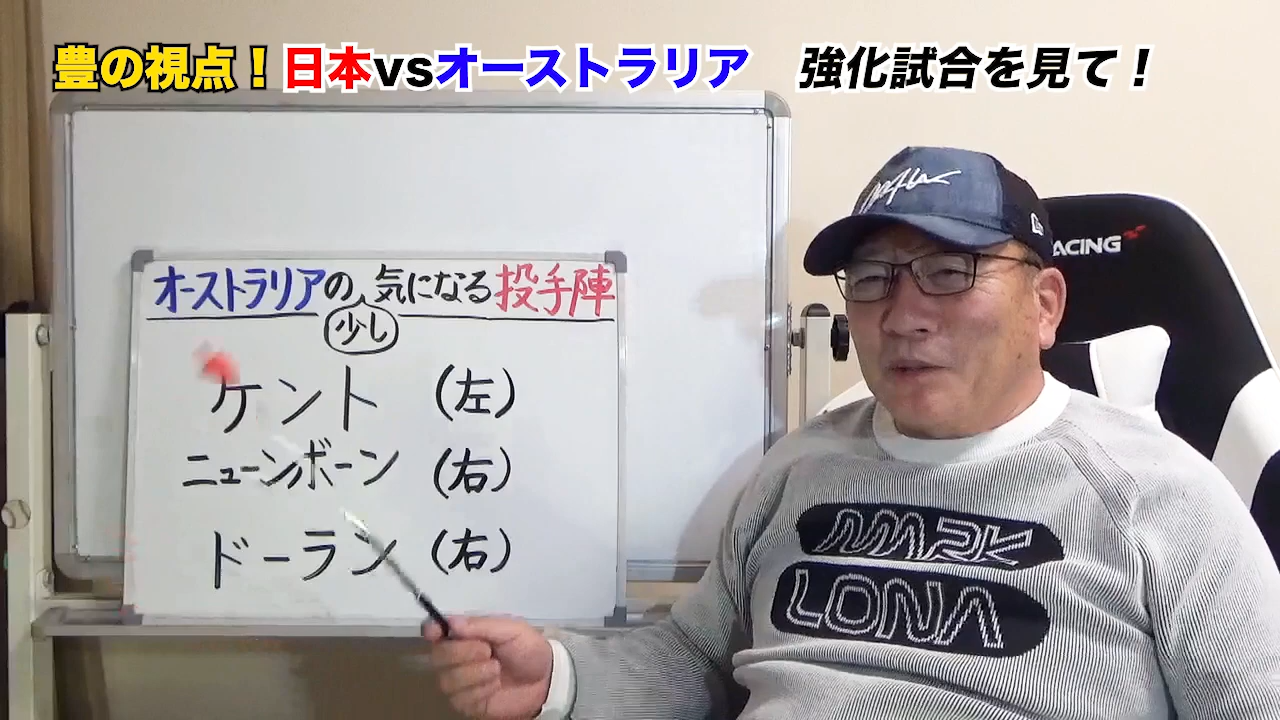 豊の視点！日本vsオーストラリア　強化試合を見て！
オーストラリアの少し気になる投手陣
ケント（左）
ニューンボーン（右）
ドーラン（右）
ACING
MARK
LONA